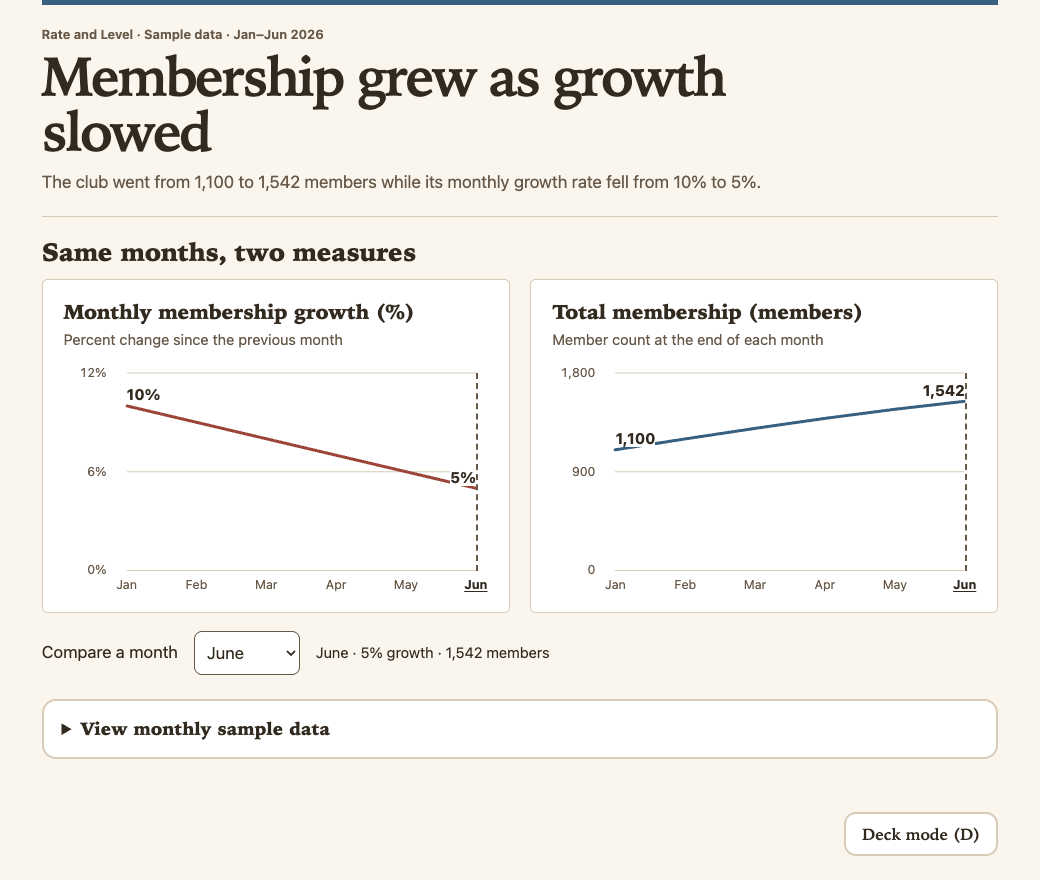 Rate and Level · Sample data · Jan–Jun 2026
Membership grew as growth
slowed
The club went from 1,100 to 1,542 members while its monthly growth rate fell from 10% to 5%.
Same months, two measures
Monthly membership growth (%)
Percent change since the previous month
12%
10%
6%
5%
0%
Jan Feb Mar Apr May Jun
Total membership (members)
Member count at the end of each month
1,800
1,542
1,100
900
0
Jan Feb Mar Apr May Jun
Compare a month June June · 5% growth · 1,542 members
View monthly sample data
Deck mode (D)